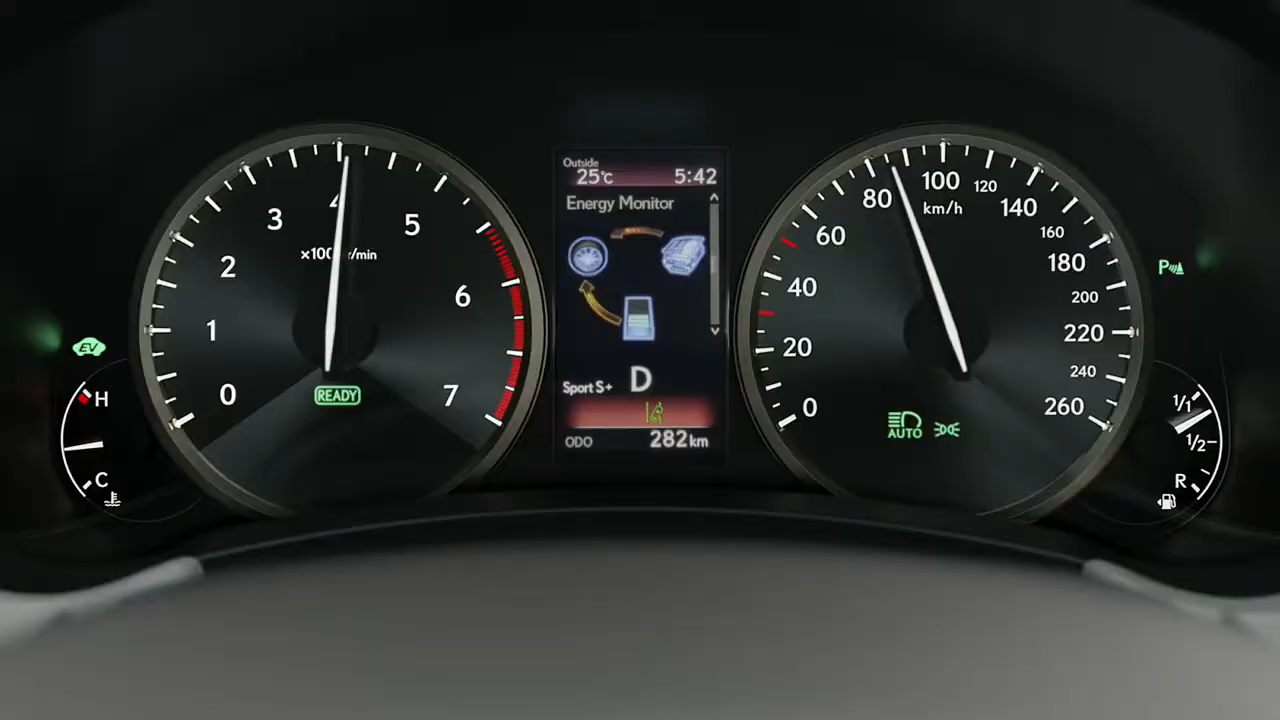 Outside
25°C 5:42
Energy Monitor
Sport S+ D
ODO 282km
0
1
2
3
4
5
6
7
READY
EV
H
C
0
20
40
60
80
100
120
140
160
180
200
220
240
260
km/h
AUTO
P
1/1
1/2
R